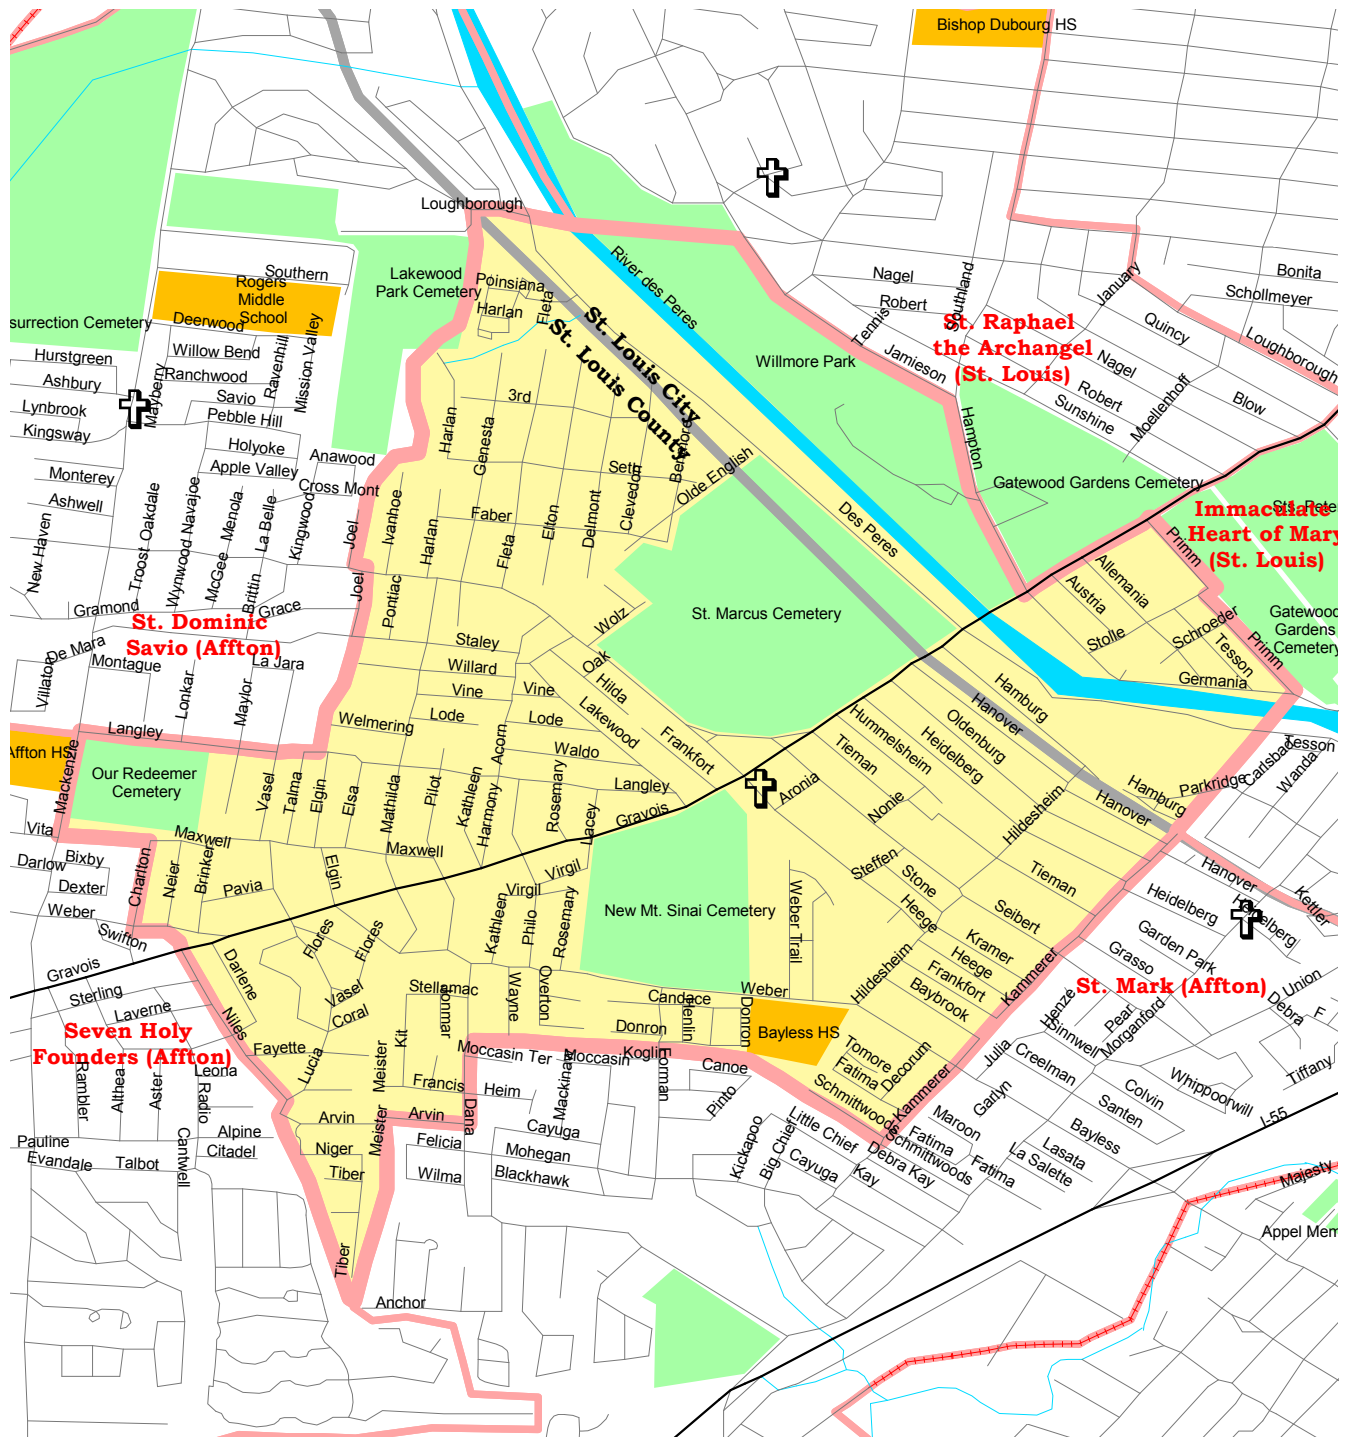 Bishop Dubourg HS
Loughborough
River des Peres
Southern
Rogers
Middle
School
Lakewood
Park Cemetery
Poinsiana
Harlan
Fleta
St. Louis City
St. Louis County
Nagel
Robert
Southland
January
Bonita
Schollmeyer
surrection Cemetery
Deerwood
Hurstgreen
Willow Bend
Ashbury
Ranchwood
Ravenhill
Mission Valley
Mayberry
Savio
Lynbrook
Pebble Hill
Kingsway
Willmore Park
Tennis
Jamieson
St. Raphael
the Archangel
(St. Louis)
Quincy
Loughborough
Nagel
Robert
Sunshine
Moellenhoff
Blow
3rd
Harlan
Genesta
Hampton
Holyoke
Anawood
Monterey
Apple Valley
Cross Mont
Ashwell
Seth
Clevedon
Olde English
Gatewood Gardens Cemetery
New Haven
Troost
Oakdale
Wynwood
Navajoe
McGee
Menola
Brittin
La Belle
Kingwood
Joel
Ivanhoe
Harlan
Faber
Fleta
Elton
Delmont
Des Peres
Immaculate
Heart of Mary
(St. Louis)
Primm
Allemania
Austria
Joel
Pontiac
Gramond
Grace
St. Dominic
Savio (Affton)
De Mara
Montague
La Jara
Villaton
Lonkar
Maylor
Langley
Wolz
St. Marcus Cemetery
Staley
Willard
Vine
Vine
Oak
Hilda
Lakewood
Frankfort
Welmering
Lode
Lode
Acorn
Waldo
Langley
Gravois
Stolle
Schroeder
Tesson
Germania
Primm
Gatewood
Gardens
Cemetery
Hamburg
Hanover
Oldenburg
Heidelberg
Hummelsheim
Tieman
Aronia
Nonie
Hildesheim
Hamburg
Hanover
Parkridge
Carlsbad
Tesson
Wanda
Affton HS
Mackenzie
Our Redeemer
Cemetery
Vasel
Talma
Elgin
Elsa
Mathilda
Pilot
Kathleen
Harmony
Rosemary
Lacey
Vita
Maxwell
Maxwell
Bixby
Darlow
Dexter
Charlton
Neier
Brinker
Pavia
Elgin
Virgil
Virgil
Weber
Swifton
Kathleen
Philo
Rosemary
New Mt. Sinai Cemetery
Weber Trail
Steffen
Stone
Heege
Tieman
Seibert
Hanover
Heidelberg
Heidelberg
Kettler
Garden Park
Grasso
Gravois
Darlene
Flores
Flores
Kramer
Heege
Frankfort
Baybrook
Hildesheim
Kammerer
St. Mark (Affton)
Union
Debra
F
Sterling
Laverne
Niles
Vasel
Coral
Stellamac
Wayne
Overton
Candace
Weber
Donron
Hemlin
Donron
Bayless HS
Henze
Sinnwell
Pear
Morganford
Seven Holy
Founders (Affton)
Fayette
Lucia
Meister
Kit
Moccasin Ter
Moccasin
Koglin
Forman
Canoe
Pinto
Tomore
Fatima
Decorum
Schmittwoods
Kammerer
Julia
Creelman
Garlyn
Colvin
Whippoorwill
Tiffany
Rambler
Althea
Aster
Leona
Radio
Francis
Heim
Mackinaw
Dana
Santen
Bayless
I-55
Arvin
Arvin
Meister
Alpine
Citadel
Cantwell
Pauline
Evandale
Talbot
Niger
Tiber
Felicia
Wilma
Cayuga
Mohegan
Blackhawk
Kickapoo
Big Chief
Little Chief
Cayuga
Kay
Debra Kay
Schmittwoods
Maroon
Fatima
Fatima
Lasata
La Salette
Majesty
Tiber
Appel Mem
Anchor